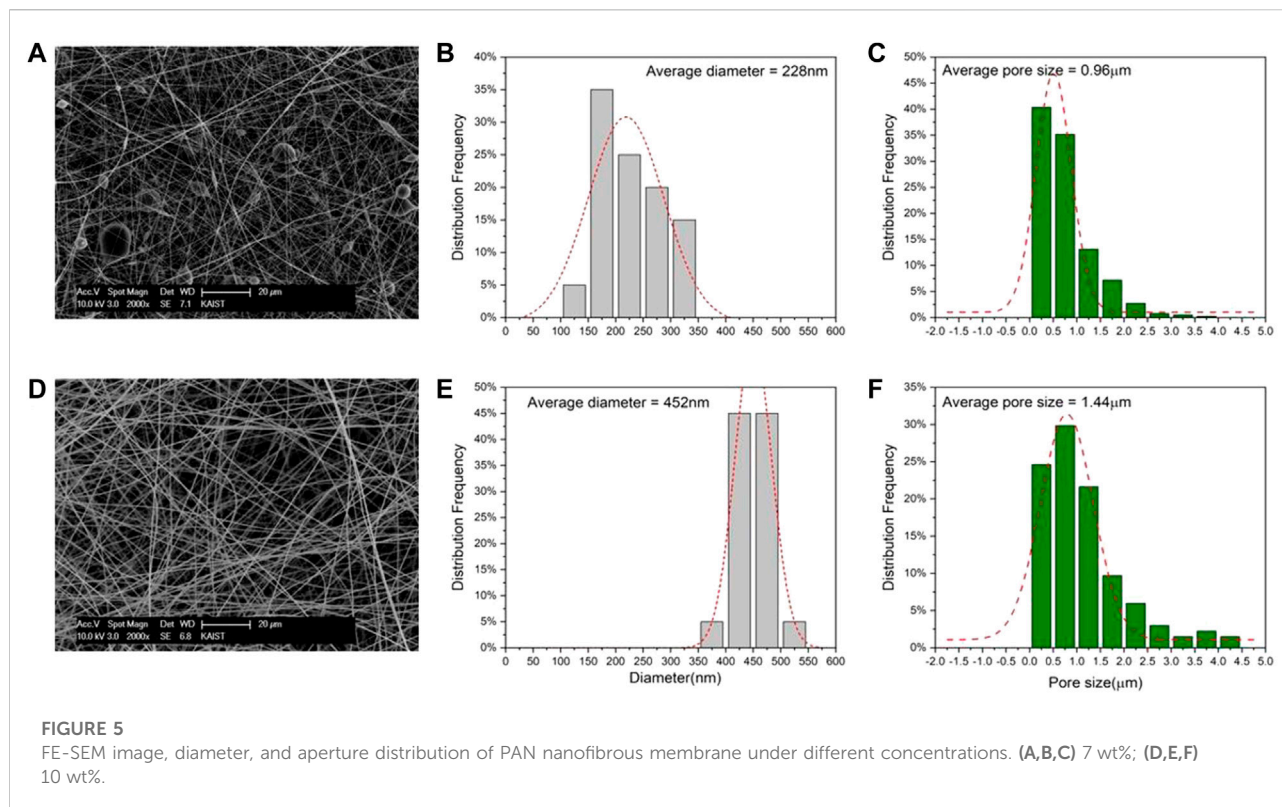 A
Acc.V Spot Magn Det WD 20 μm
10.0 kV 3.0 2000x SE 7.1 KAIST
B
40%
35%
30%
25%
20%
15%
10%
5%
0%
Distribution Frequency
Average diameter = 228nm
0 50 100 150 200 250 300 350 400 450 500 550 600
C
50%
45%
40%
35%
30%
25%
20%
15%
10%
5%
0%
Distribution Frequency
Average pore size = 0.96μm
-2.0 -1.5 -1.0 -0.5 0.0 0.5 1.0 1.5 2.0 2.5 3.0 3.5 4.0 4.5 5.0
D
Acc.V Spot Magn Det WD 20 μm
10.0 kV 3.0 2000x SE 6.8 KAIST
E
50%
45%
40%
35%
30%
25%
20%
15%
10%
5%
0%
Distribution Frequency
Average diameter = 452nm
0 50 100 150 200 250 300 350 400 450 500 550 600
Diameter(nm)
F
35%
30%
25%
20%
15%
10%
5%
0%
Distribution Frequency
Average pore size = 1.44μm
-2.0 -1.5 -1.0 -0.5 0.0 0.5 1.0 1.5 2.0 2.5 3.0 3.5 4.0 4.5 5.0
Pore size(μm)
FIGURE 5
FE-SEM image, diameter, and aperture distribution of PAN nanofibrous membrane under different concentrations. (A,B,C) 7 wt%; (D,E,F)
10 wt%.